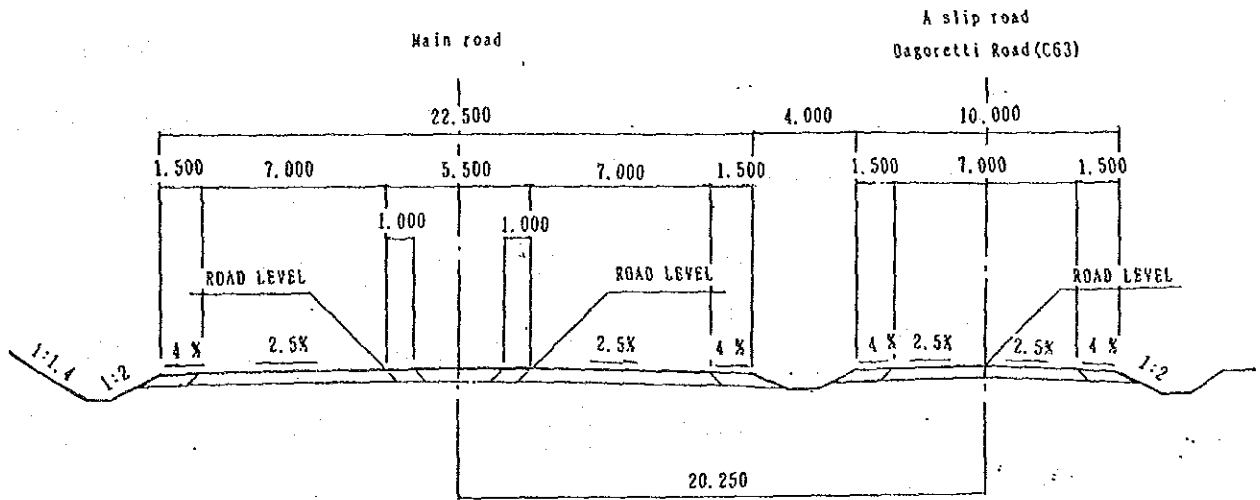 A slip road
Main road
Dagoretti Road(C63)
22.500 4.000 10.000
1.500 7.000 5.500 7.000 1.500 1.500 7.000 1.500
1.000 1.000
ROAD LEVEL ROAD LEVEL ROAD LEVEL
1:1.4 1:2 4 % 2.5% 2.5% 4 % 4 % 2.5% 2.5% 4 % 1:2
20.250